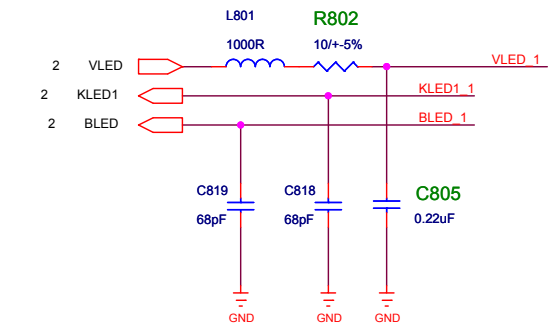 L801 R802
1000R 10/+-5%
2 VLED VLED_1
2 KLED1 KLED1_1
2 BLED BLED_1
C819 C818 C805
68pF 68pF 0.22uF
GND GND GND